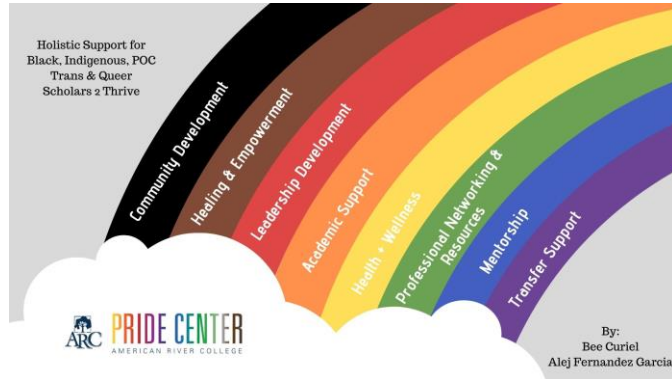 Holistic Support for
Black, Indigenous, POC
Trans & Queer
Scholars 2 Thrive
Community Development
Healing & Empowerment
Leadership Development
Academic Support
Health + Wellness
Professional Networking &
Resources
Mentorship
Transfer Support
ARC
PRIDE CENTER
AMERICAN RIVER COLLEGE
By:
Bee Curiel
Alej Fernandez Garcia